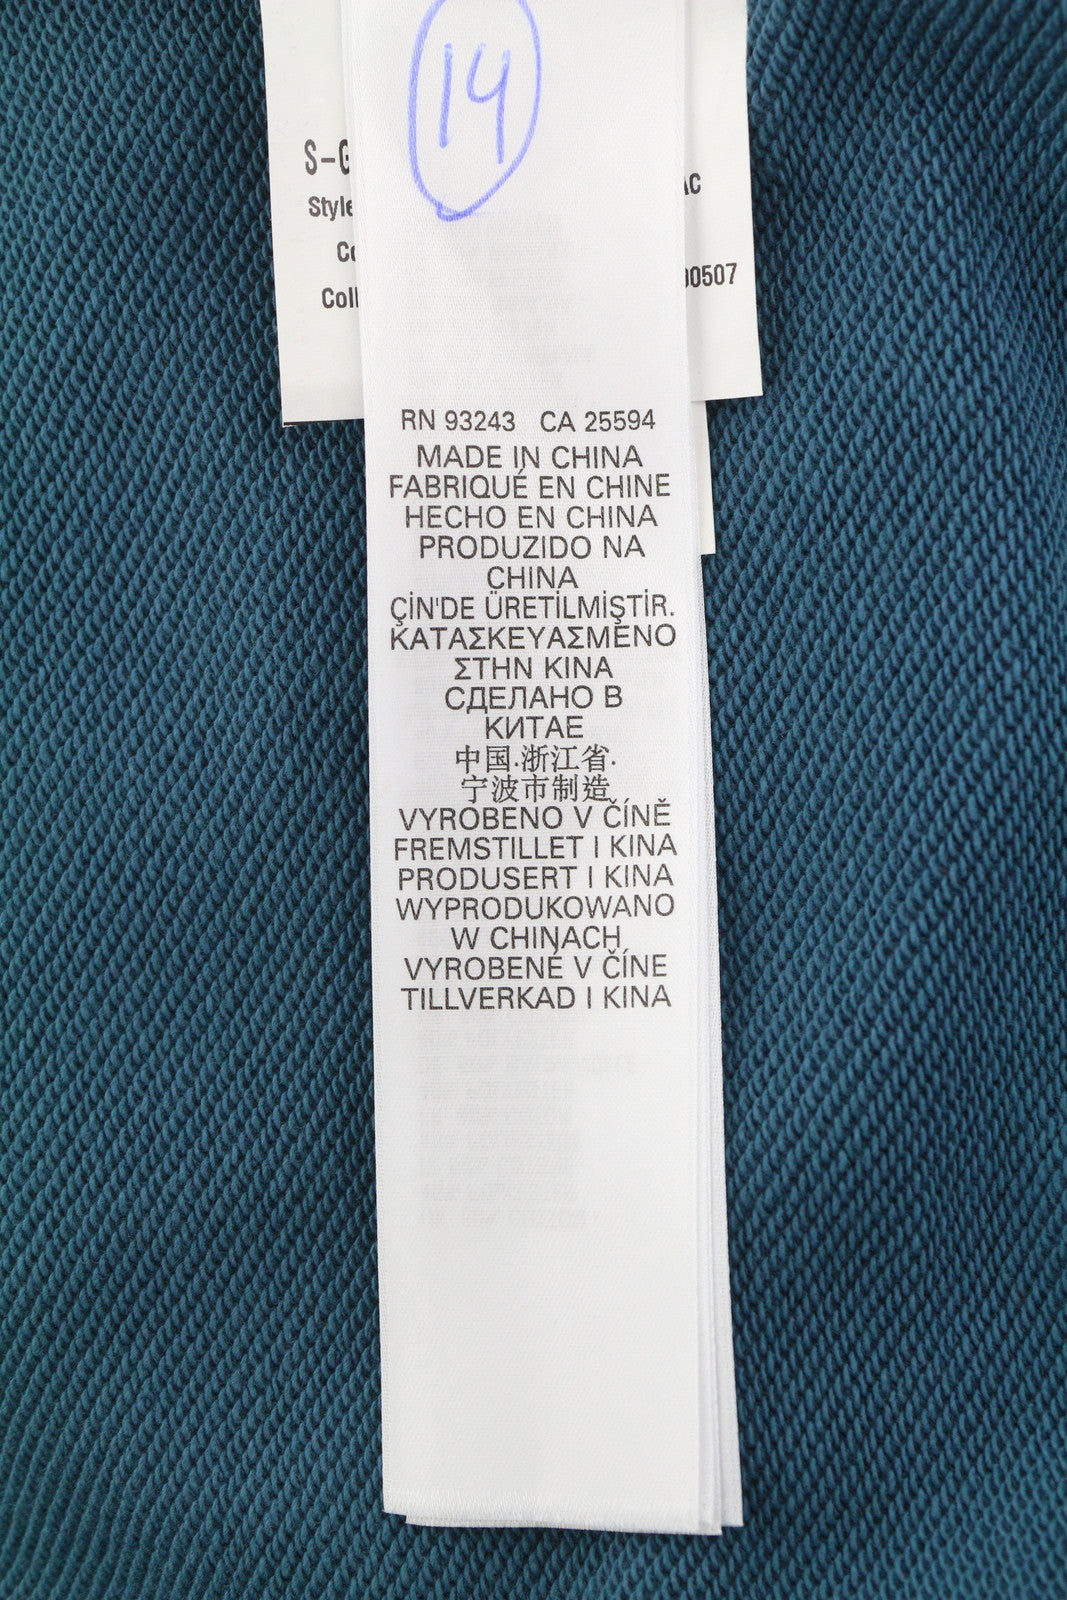 14
S-G
Style
AC
Co
Coll
00507
RN 93243 CA 25594
MADE IN CHINA
FABRIQUÉ EN CHINE
HECHO EN CHINA
PRODUZIDO NA
CHINA
ÇİN'DE ÜRETİLMİŞTİR.
ΚΑΤΑΣΚΕΥΑΣΜΕΝΟ
ΣΤΗΝ ΚΙΝΑ
СДЕЛАНО В
КИТАЕ
中国.浙江省.
宁波市制造
VYROBENO V ČÍNĚ
FREMSTILLET I KINA
PRODUSERT I KINA
WYPRODUKOWANO
W CHINACH
VYROBENÉ V ČÍNE
TILLVERKAD I KINA